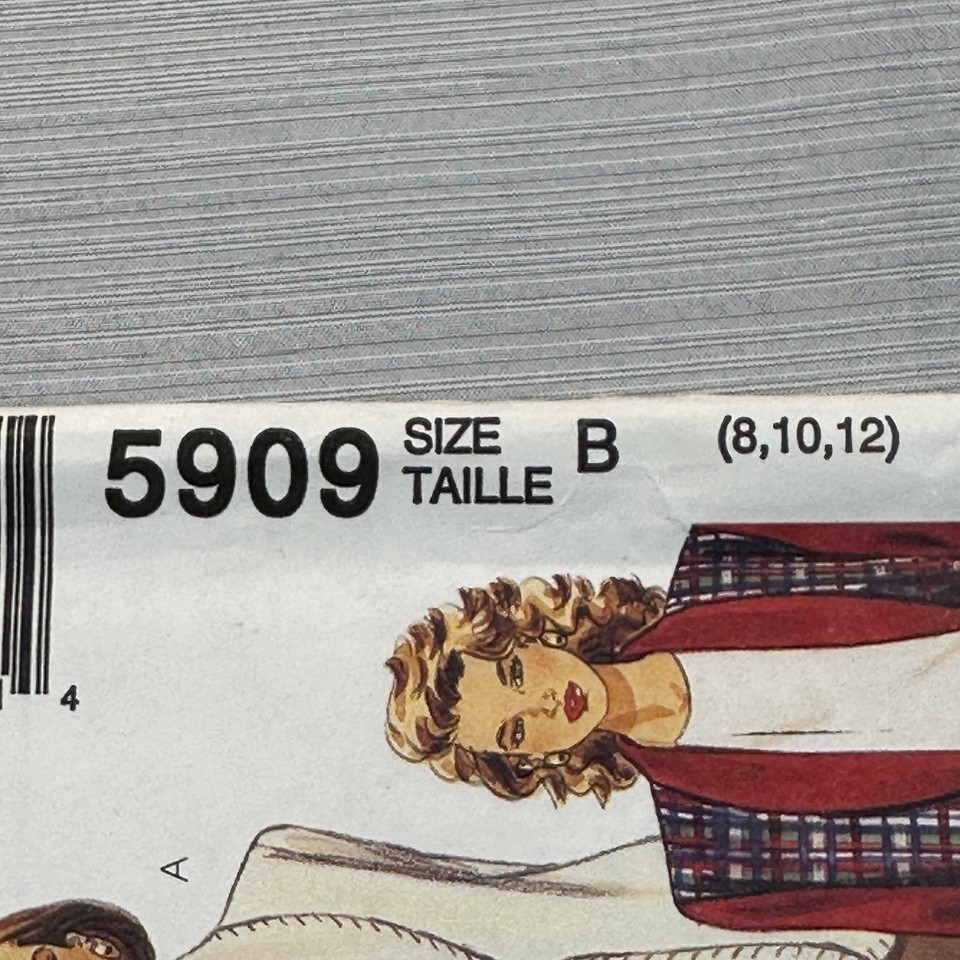 5909 SIZE B (8,10,12)
TAILLE
4
A